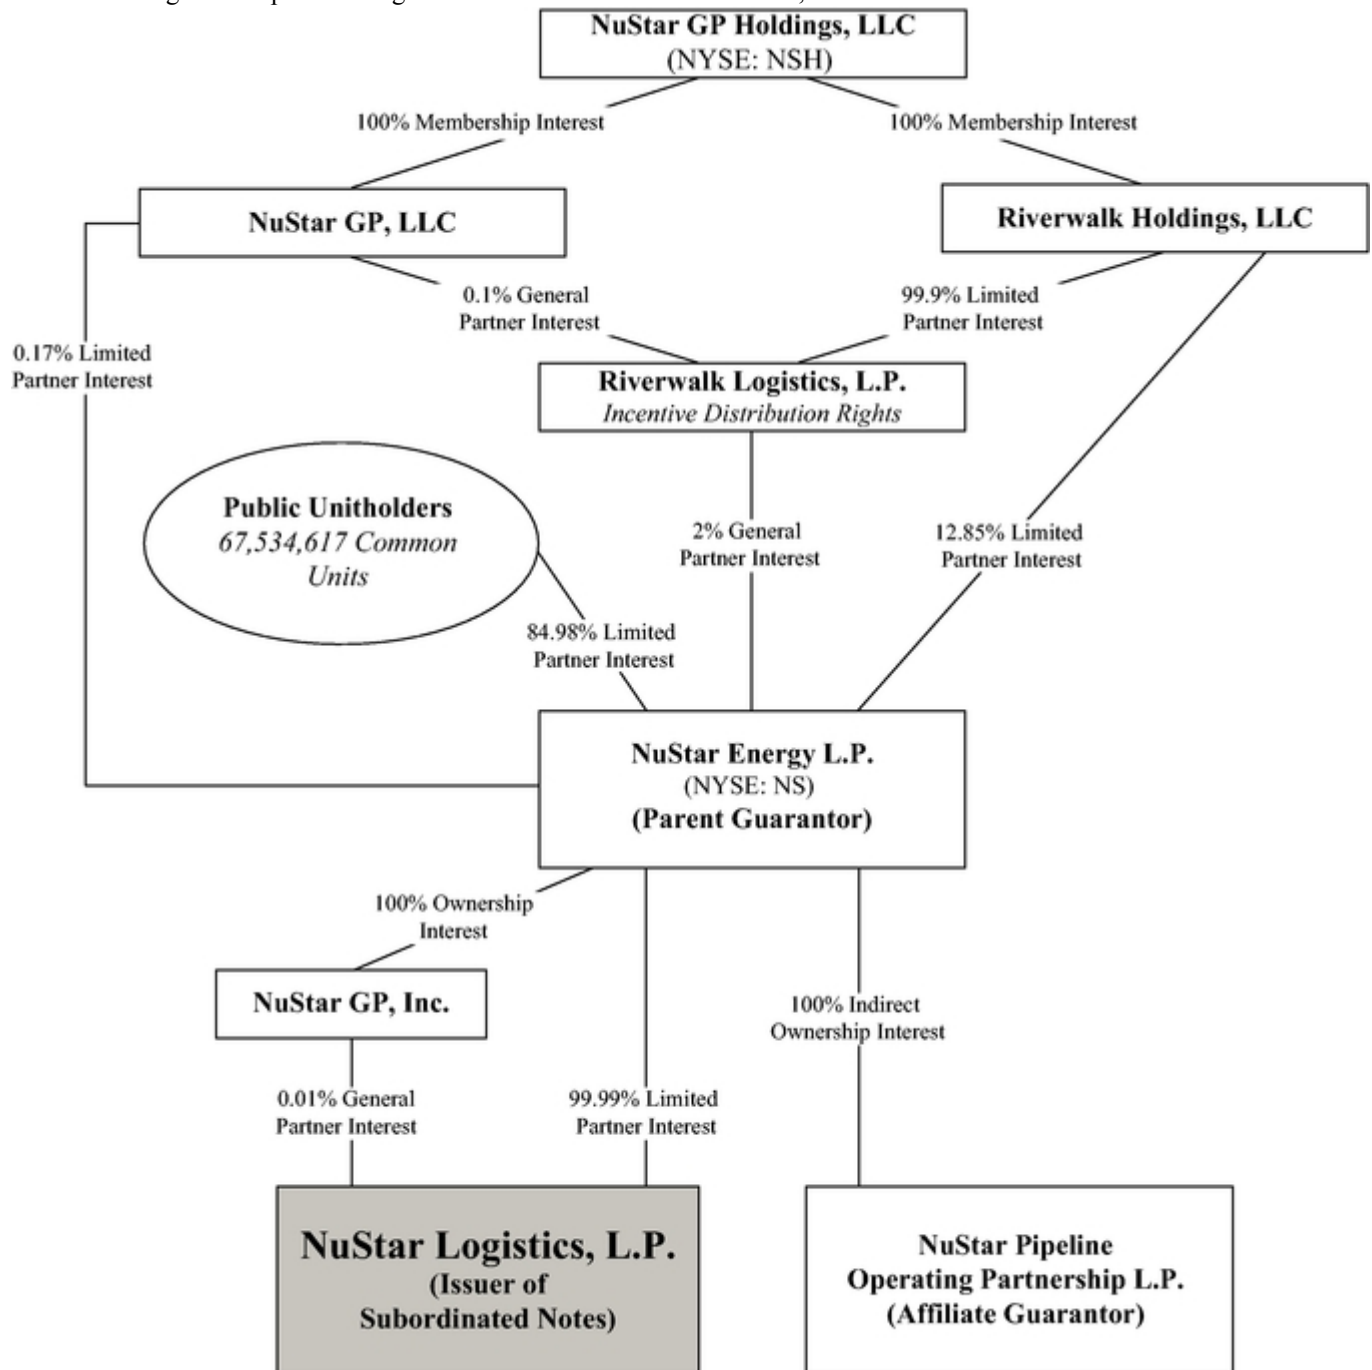 NuStar GP Holdings, LLC
(NYSE: NSH)
100% Membership Interest
100% Membership Interest
NuStar GP, LLC
Riverwalk Holdings, LLC
0.1% General
Partner Interest
99.9% Limited
Partner Interest
0.17% Limited
Partner Interest
Riverwalk Logistics, L.P.
Incentive Distribution Rights
Public Unitholders
67,534,617 Common
Units
2% General
Partner Interest
12.85% Limited
Partner Interest
84.98% Limited
Partner Interest
NuStar Energy L.P.
(NYSE: NS)
(Parent Guarantor)
100% Ownership
Interest
NuStar GP, Inc.
100% Indirect
Ownership Interest
0.01% General
Partner Interest
99.99% Limited
Partner Interest
NuStar Logistics, L.P.
(Issuer of
Subordinated Notes)
NuStar Pipeline
Operating Partnership L.P.
(Affiliate Guarantor)